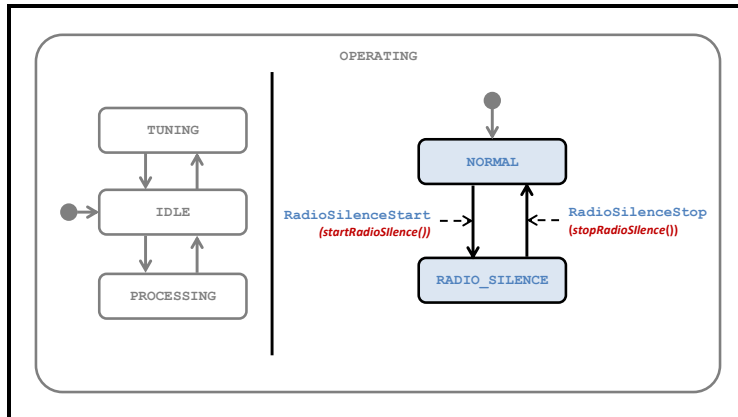 OPERATING
TUNING
IDLE
PROCESSING
NORMAL
RadioSilenceStart
(startRadioSIlence())
RadioSilenceStop
(stopRadioSIlence())
RADIO_SILENCE